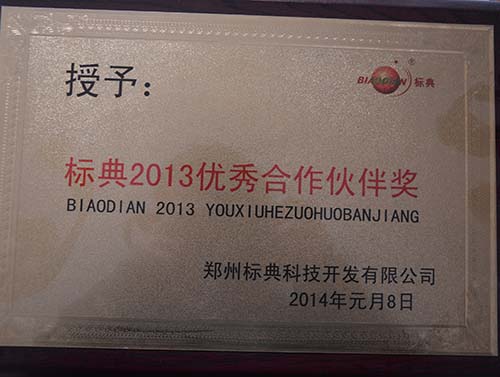 授予：
BIAODIAN ® 标典
标典2013优秀合作伙伴奖
BIAODIAN 2013 YOUXIUHEZUOHUOBANJIANG
郑州标典科技开发有限公司
2014年元月8日